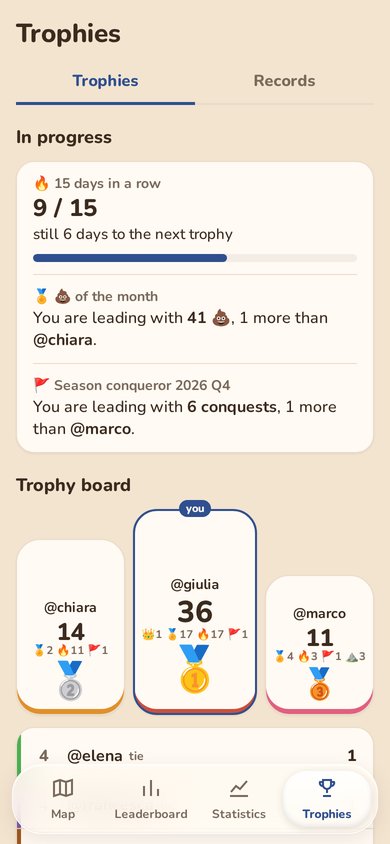 Trophies
Trophies Records
In progress
🔥 15 days in a row
9 / 15
still 6 days to the next trophy
🏅 💩 of the month
You are leading with 41 💩, 1 more than
@chiara.
🚩 Season conqueror 2026 Q4
You are leading with 6 conquests, 1 more
than @marco.
Trophy board
you
@giulia
36
👑1 🏅17 🔥17 🚩1
1
@chiara
14
🏅2 🔥11 🚩1
2
@marco
11
🏅4 🔥3 🚩1 ⛰️3
3
4 @elena tie 1
Map Leaderboard Statistics Trophies